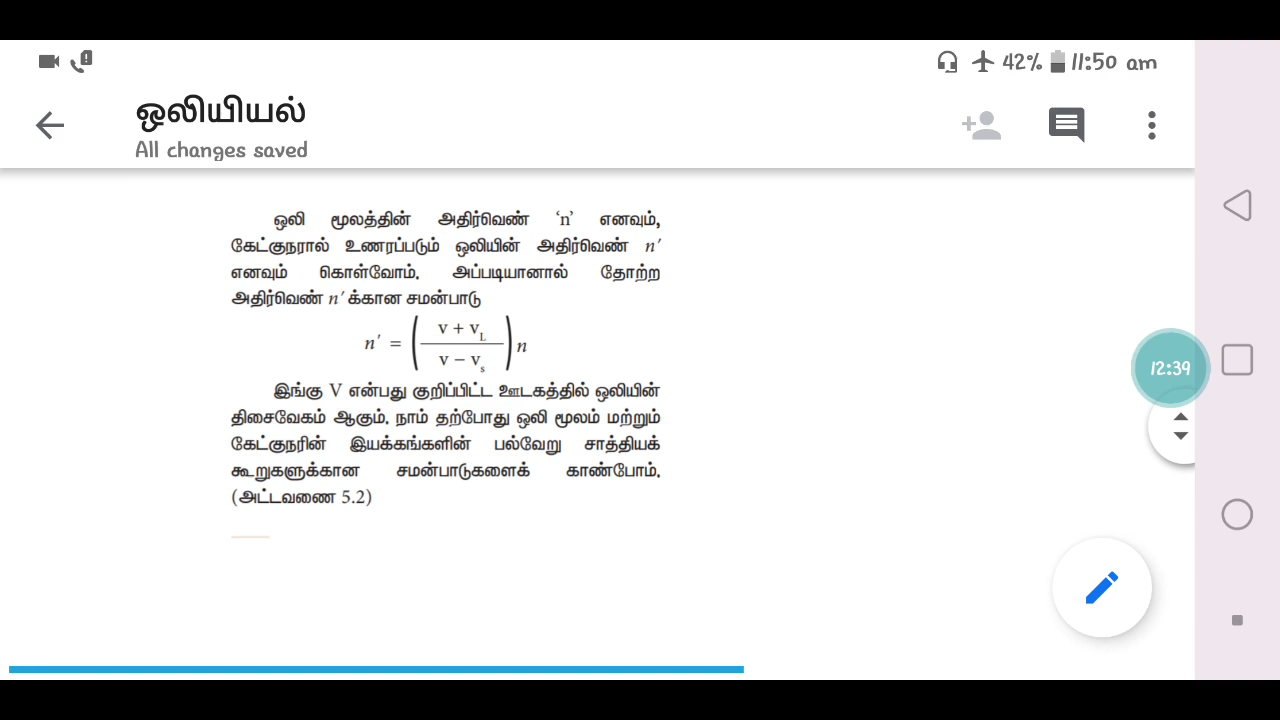 42% 11:50 am
ஒலியியல்
All changes saved
ஒலி மூலத்தின் அதிர்வெண் ‘n’ எனவும்,
கேட்குநரால் உணரப்படும் ஒலியின் அதிர்வெண் n′
எனவும் கொள்வோம். அப்படியானால் தோற்ற
அதிர்வெண் n′ க்கான சமன்பாடு
n′ = ( (v + v_L) / (v − v_s) ) n
இங்கு V என்பது குறிப்பிட்ட ஊடகத்தில் ஒலியின்
திசைவேகம் ஆகும். நாம் தற்போது ஒலி மூலம் மற்றும்
கேட்குநரின் இயக்கங்களின் பல்வேறு சாத்தியக்
கூறுகளுக்கான சமன்பாடுகளைக் காண்போம்.
(அட்டவணை 5.2)
12:39